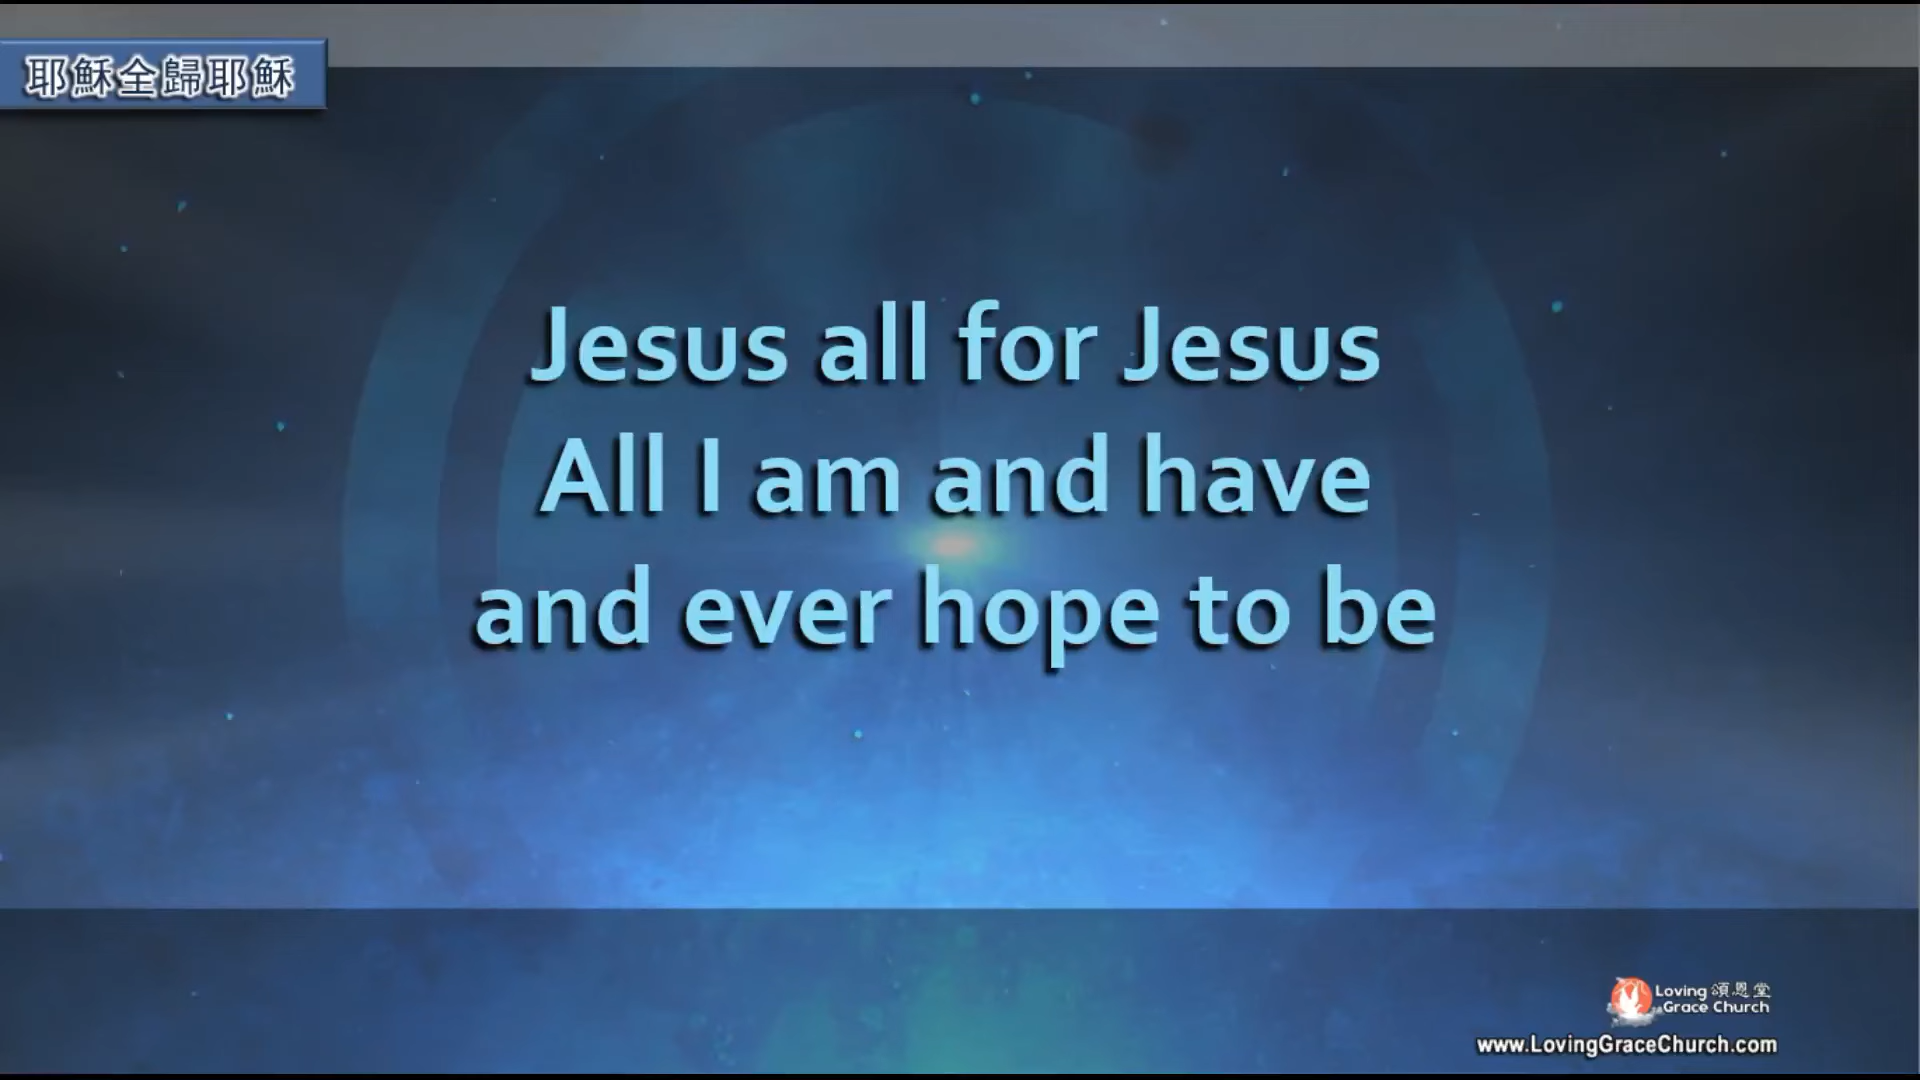 耶穌全歸耶穌
Jesus all for Jesus
All I am and have
and ever hope to be
Loving 頌恩堂
Grace Church
www.LovingGraceChurch.com